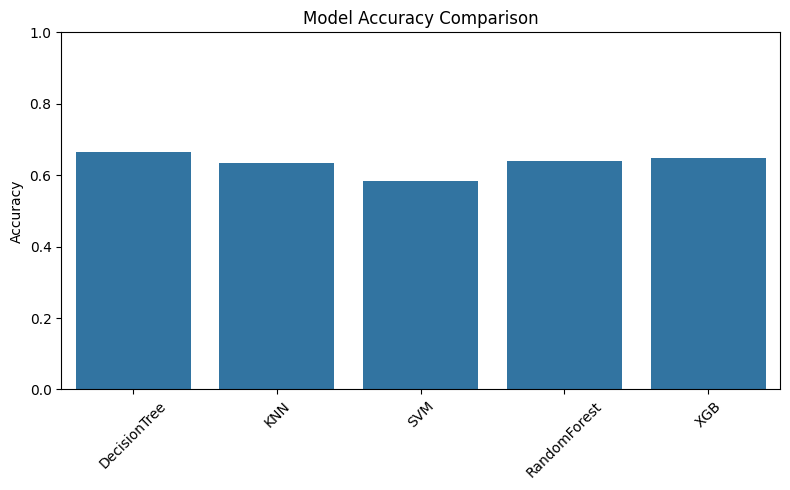 Model Accuracy Comparison
1.0
0.8
0.6
0.4
0.2
0.0
Accuracy
DecisionTree
KNN
SVM
RandomForest
XGB